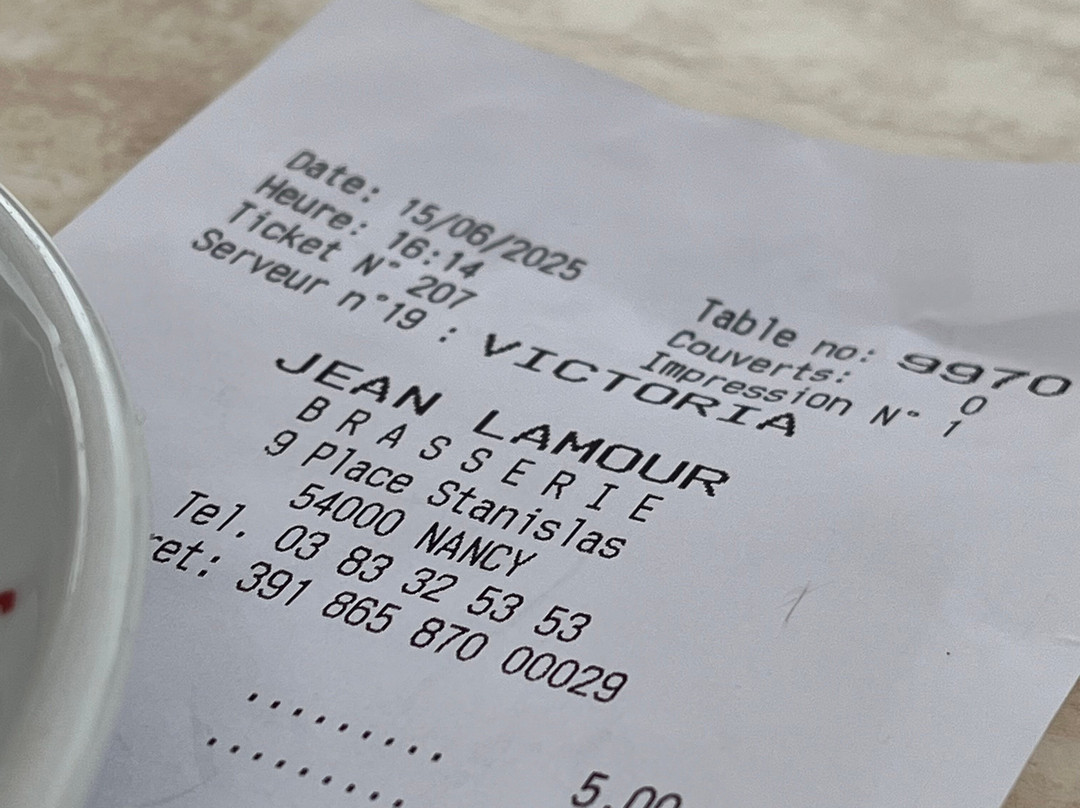 Date: 15/06/2025
Heure: 16:14
Ticket N° 207
Serveur n°19 : VICTORIA
Table no: 9970
Couverts: 0
Impression N° 1
JEAN LAMOUR
B R A S S E R I E
9 Place Stanislas
54000 NANCY
Tel. 03 83 32 53 53
ret: 391 865 870 00029
.........
......... 5.00